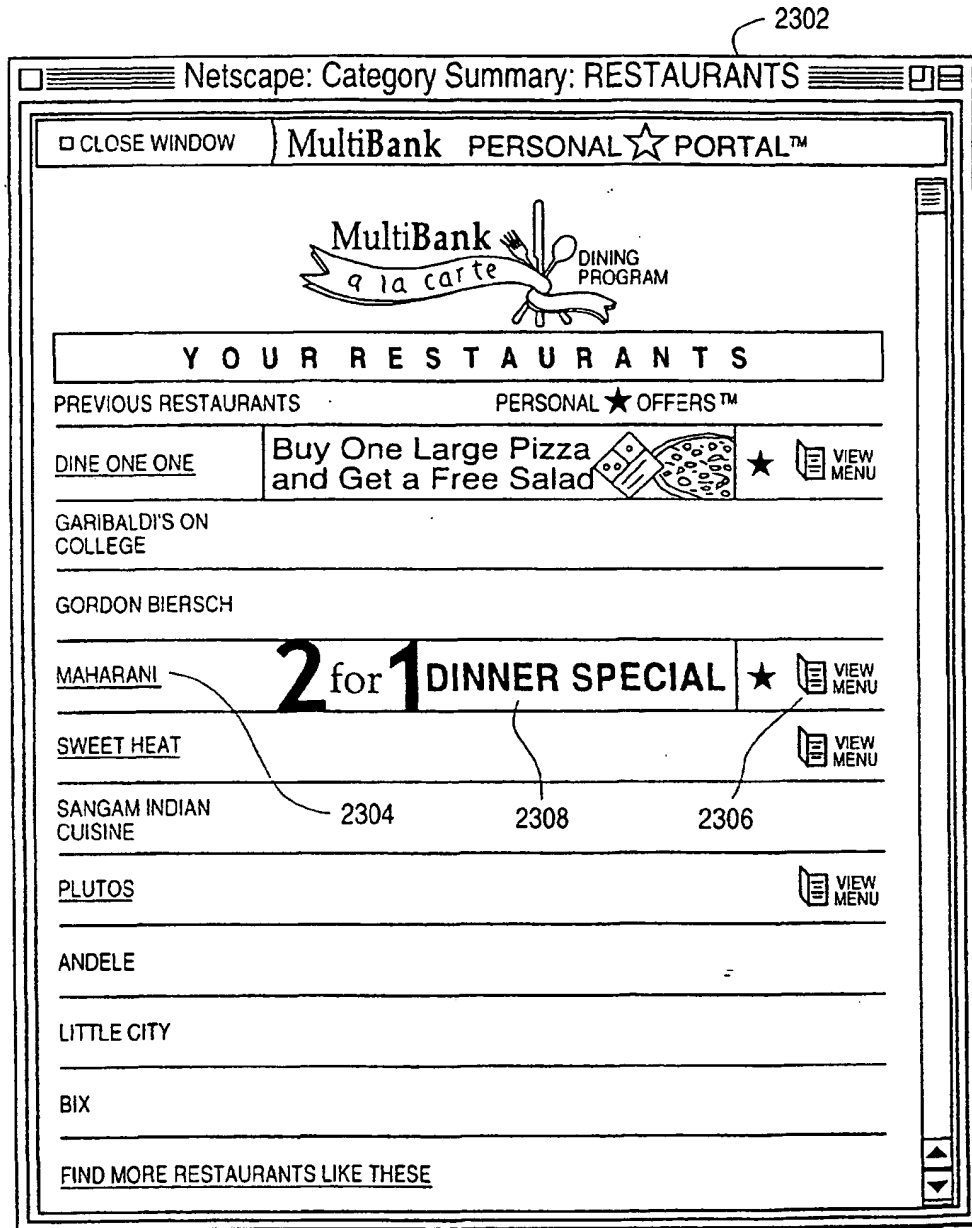 2302
Netscape: Category Summary: RESTAURANTS
CLOSE WINDOW MultiBank PERSONAL PORTAL™
MultiBank
a la carte
DINING
PROGRAM
YOUR RESTAURANTS
PREVIOUS RESTAURANTS PERSONAL ★ OFFERS™
DINE ONE ONE
Buy One Large Pizza
and Get a Free Salad
★
VIEW
MENU
GARIBALDI'S ON
COLLEGE
GORDON BIERSCH
MAHARANI 2 for 1 DINNER SPECIAL ★
VIEW
MENU
SWEET HEAT
VIEW
MENU
SANGAM INDIAN
CUISINE
2304 2308 2306
PLUTOS
VIEW
MENU
ANDELE
LITTLE CITY
BIX
FIND MORE RESTAURANTS LIKE THESE